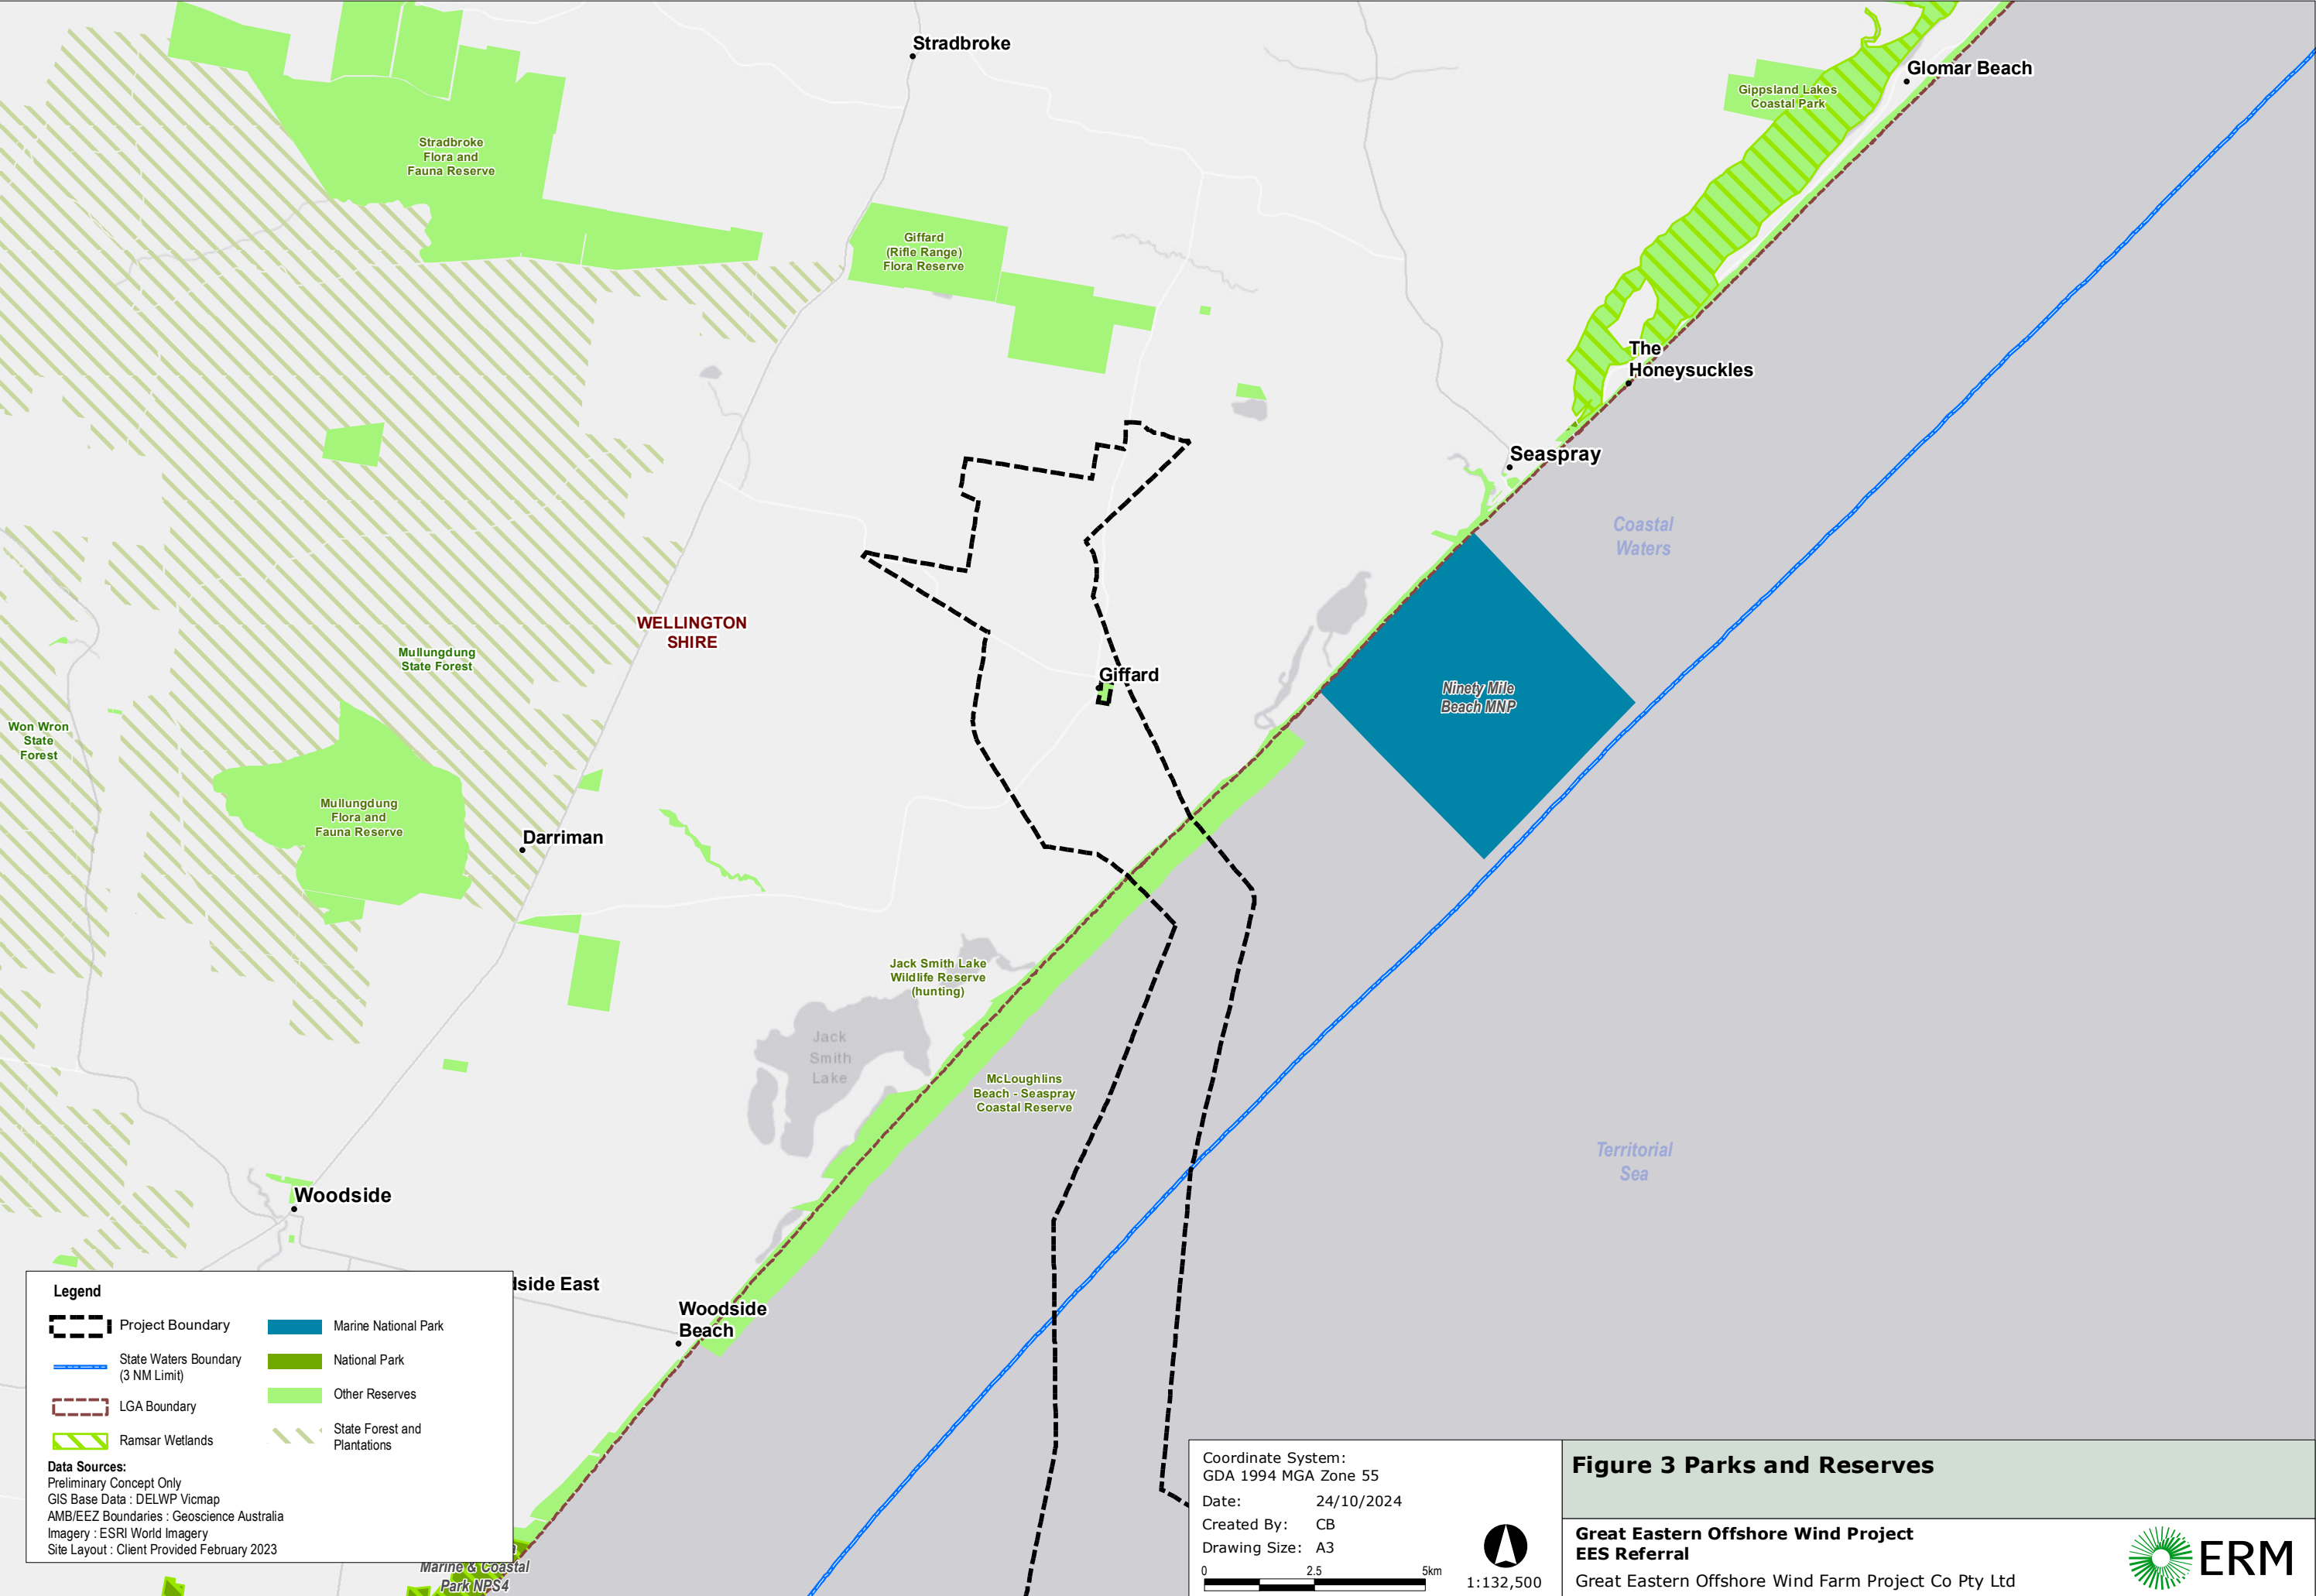 Stradbroke
Glomar Beach
Gippsland Lakes
Coastal Park
Stradbroke
Flora and
Fauna Reserve
Giffard
(Rifle Range)
Flora Reserve
The
Honeysuckles
Seaspray
Coastal
Waters
WELLINGTON
SHIRE
Mullungdung
State Forest
Giffard
Ninety Mile
Beach MNP
Won Wron
State
Forest
Mullungdung
Flora and
Fauna Reserve
Darriman
Jack Smith Lake
Wildlife Reserve
(hunting)
Jack
Smith
Lake
McLoughlins
Beach - Seaspray
Coastal Reserve
Territorial
Sea
Woodside
dside East
Woodside
Beach
Marine & Coastal
Park NPS4
Legend
Project Boundary
State Waters Boundary
(3 NM Limit)
LGA Boundary
Ramsar Wetlands
Marine National Park
National Park
Other Reserves
State Forest and
Plantations
Data Sources:
Preliminary Concept Only
GIS Base Data : DELWP Vicmap
AMB/EEZ Boundaries : Geoscience Australia
Imagery : ESRI World Imagery
Site Layout : Client Provided February 2023
Coordinate System:
GDA 1994 MGA Zone 55
Date: 24/10/2024
Created By: CB
Drawing Size: A3
0 2.5 5km
1:132,500
Figure 3 Parks and Reserves
Great Eastern Offshore Wind Project
EES Referral
Great Eastern Offshore Wind Farm Project Co Pty Ltd
ERM